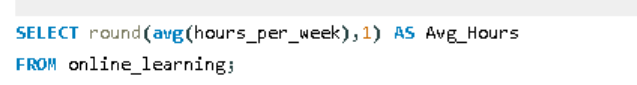 SELECT round(avg(hours_per_week),1) AS Avg_Hours
FROM online_learning;